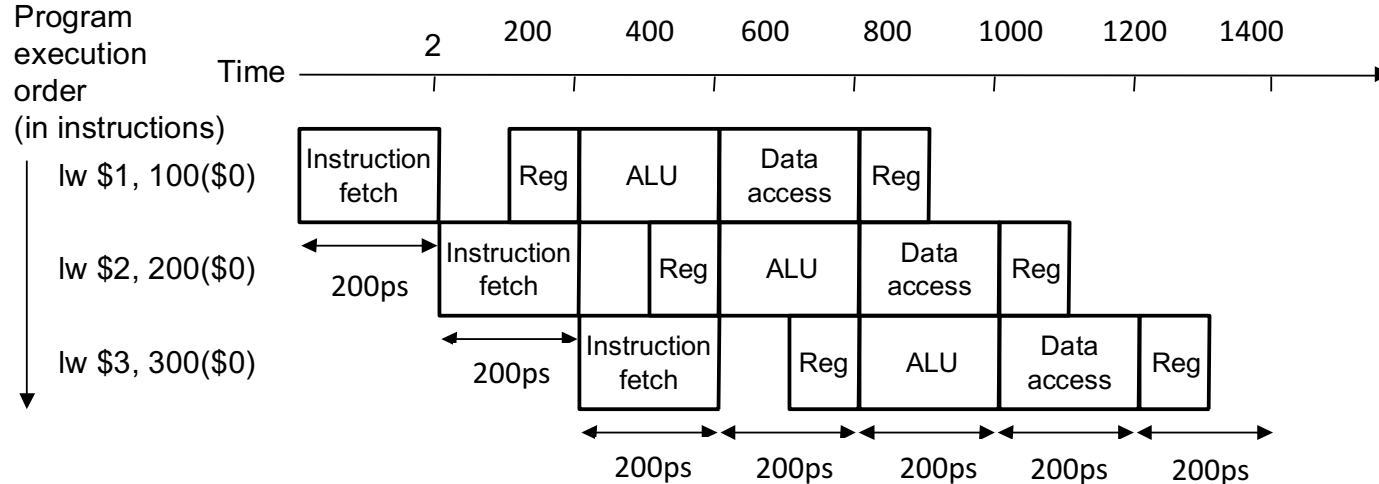 Program
execution
order
(in instructions)
Time
2 200 400 600 800 1000 1200 1400
lw $1, 100($0)
Instruction
fetch
Reg
ALU
Data
access
Reg
200ps
lw $2, 200($0)
Instruction
fetch
Reg
ALU
Data
access
Reg
200ps
lw $3, 300($0)
Instruction
fetch
Reg
ALU
Data
access
Reg
200ps 200ps 200ps 200ps 200ps